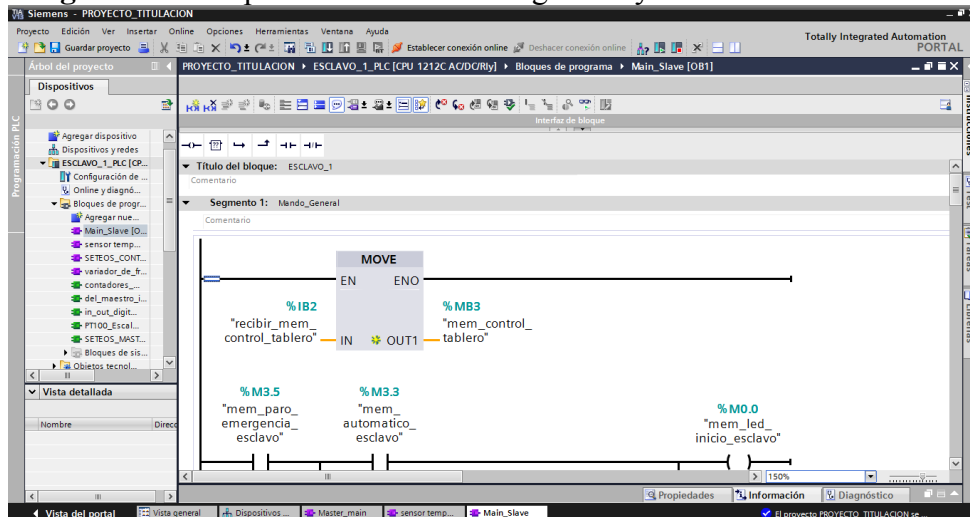 Siemens - PROYECTO_TITULACION
Proyecto Edición Ver Insertar Online Opciones Herramientas Ventana Ayuda
Totally Integrated Automation
PORTAL
Guardar proyecto Establecer conexión online Deshacer conexión online
Árbol del proyecto
PROYECTO_TITULACION ESCLAVO_1_PLC [CPU 1212C AC/DC/Rly] Bloques de programa Main_Slave [OB1]
Dispositivos
Interfaz de bloque
Programación PLC
Agregar dispositivo
Dispositivos y redes
ESCLAVO_1_PLC [CP...
Configuración de ...
Online y diagnó...
Bloques de progr...
Agregar nue...
Main_Slave [O...
sensor temp...
SETEOS_CONT...
variador_de_fr...
contadores_...
del_maestro_i...
in_out_digit...
PT100_Escal...
SETEOS_MAST...
Bloques de sis...
Objetos tecnol...
Vista detallada
Nombre Direcc
Título del bloque: ESCLAVO_1
Comentario
Segmento 1: Mando_General
Comentario
MOVE
EN ENO
%IB2 %MB3
"recibir_mem_ "mem_control_
control_tablero" IN OUT1 tablero"
%M3.5 %M3.3
"mem_paro_ "mem_ %M0.0
emergencia_ automatico_ "mem_led_
esclavo" esclavo" inicio_esclavo"
150%
Propiedades Información Diagnóstico
Test
Tareas
Librerías
Vista del portal Vista general Dispositivos ... Master_main sensor temp... Main_Slave El proyecto PROYECTO_TITULACION se ...